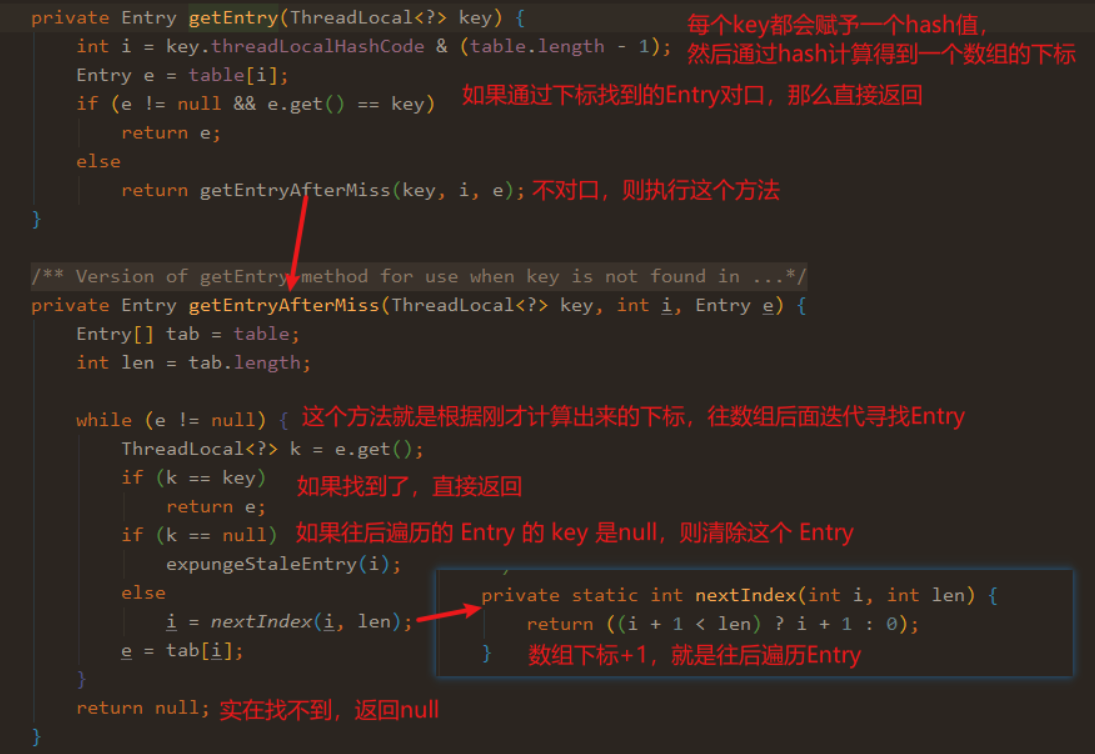 private Entry getEntry(ThreadLocal<?> key) {
每个key都会赋予一个hash值，
int i = key.threadLocalHashCode & (table.length - 1);
然后通过hash计算得到一个数组的下标
Entry e = table[i];
if (e != null && e.get() == key) 如果通过下标找到的Entry对口，那么直接返回
return e;
else
return getEntryAfterMiss(key, i, e); 不对口，则执行这个方法
}
/** Version of getEntry method for use when key is not found in ...*/
private Entry getEntryAfterMiss(ThreadLocal<?> key, int i, Entry e) {
Entry[] tab = table;
int len = tab.length;
while (e != null) { 这个方法就是根据刚才计算出来的下标，往数组后面迭代寻找Entry
ThreadLocal<?> k = e.get();
if (k == key) 如果找到了，直接返回
return e;
if (k == null) 如果往后遍历的 Entry 的 key 是null，则清除这个 Entry
expungeStaleEntry(i);
else
i = nextIndex(i, len);
e = tab[i];
}
return null; 实在找不到，返回null
}
private static int nextIndex(int i, int len) {
return ((i + 1 < len) ? i + 1 : 0);
} 数组下标+1，就是往后遍历Entry